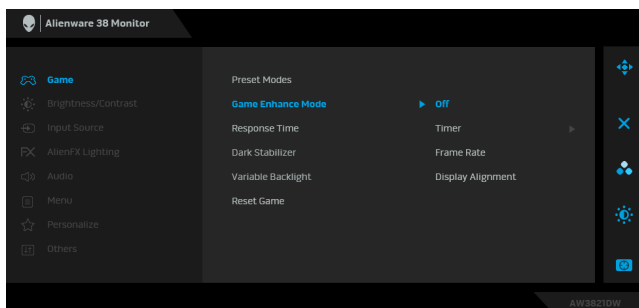 Alienware 38 Monitor
Game
Brightness/Contrast
Input Source
AlienFX Lighting
Audio
Menu
Personalize
Others
Preset Modes
Game Enhance Mode
Response Time
Dark Stabilizer
Variable Backlight
Reset Game
Off
Timer
Frame Rate
Display Alignment
FX
AW3821DW